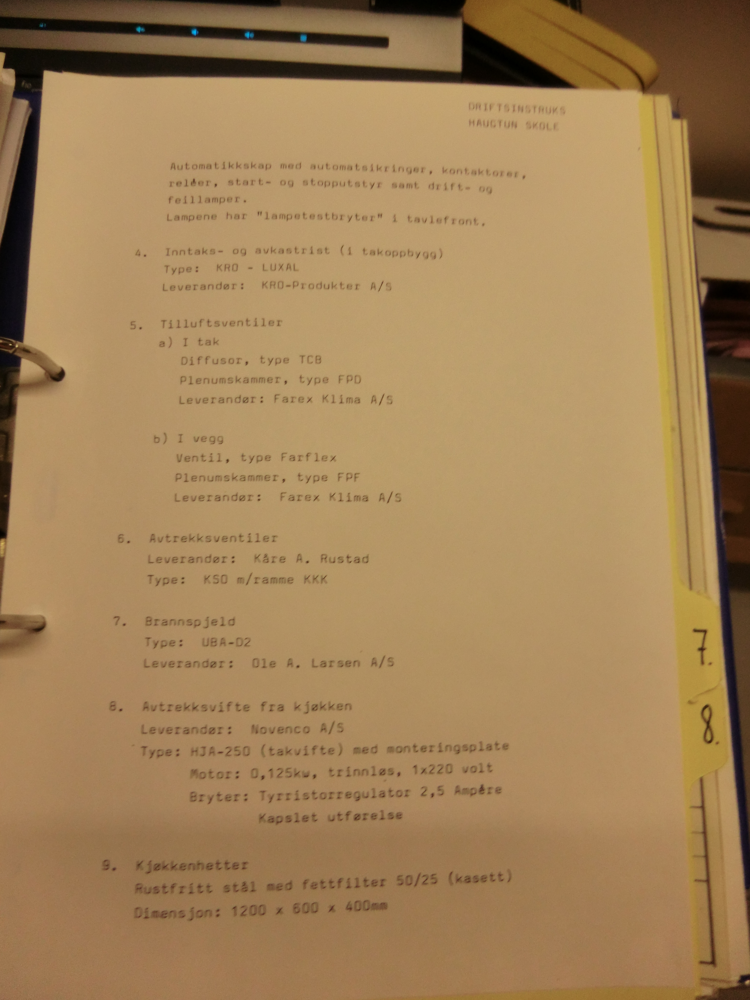 DRIFTSINSTRUKS
HAUGTUN SKOLE
Automatikkskap med automatsikringer, kontaktorer,
reléer, start- og stopputstyr samt drift- og
feillamper.
Lampene har "lampetestbryter" i tavlefront.
4. Inntaks- og avkastrist (i takoppbygg)
Type: KRO - LUXAL
Leverandør: KRO-Produkter A/S
5. Tilluftsventiler
a) I tak
Diffusor, type TCB
Plenumskammer, type FPD
Leverandør: Farex Klima A/S
b) I vegg
Ventil, type Farflex
Plenumskammer, type FPF
Leverandør: Farex Klima A/S
6. Avtrekksventiler
Leverandør: Kåre A. Rustad
Type: KSO m/ramme KKK
7. Brannspjeld
Type: UBA-D2
Leverandør: Ole A. Larsen A/S
8. Avtrekksvifte fra kjøkken
Leverandør: Novenco A/S
Type: HJA-250 (takvifte) med monteringsplate
Motor: 0,125kw, trinnløs, 1x220 volt
Bryter: Tyrristorregulator 2,5 Ampére
Kapslet utførelse
9. Kjøkkenhetter
Rustfritt stål med fettfilter 50/25 (kasett)
Dimensjon: 1200 x 600 x 400mm
7.
8.
f10